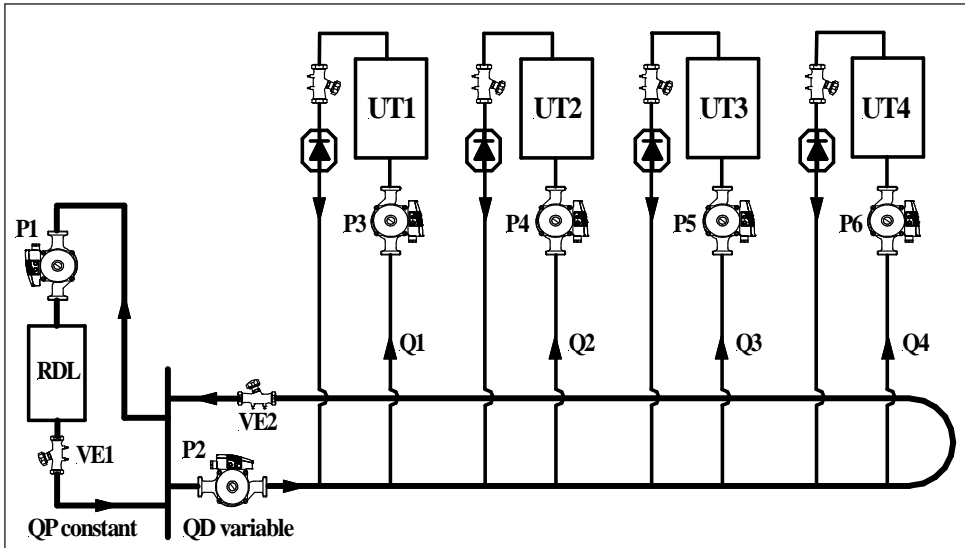 UT1 UT2 UT3 UT4
P1 P3 P4 P5 P6
RDL Q1 Q2 Q3 Q4
VE2
VE1 P2
QP constant QD variable